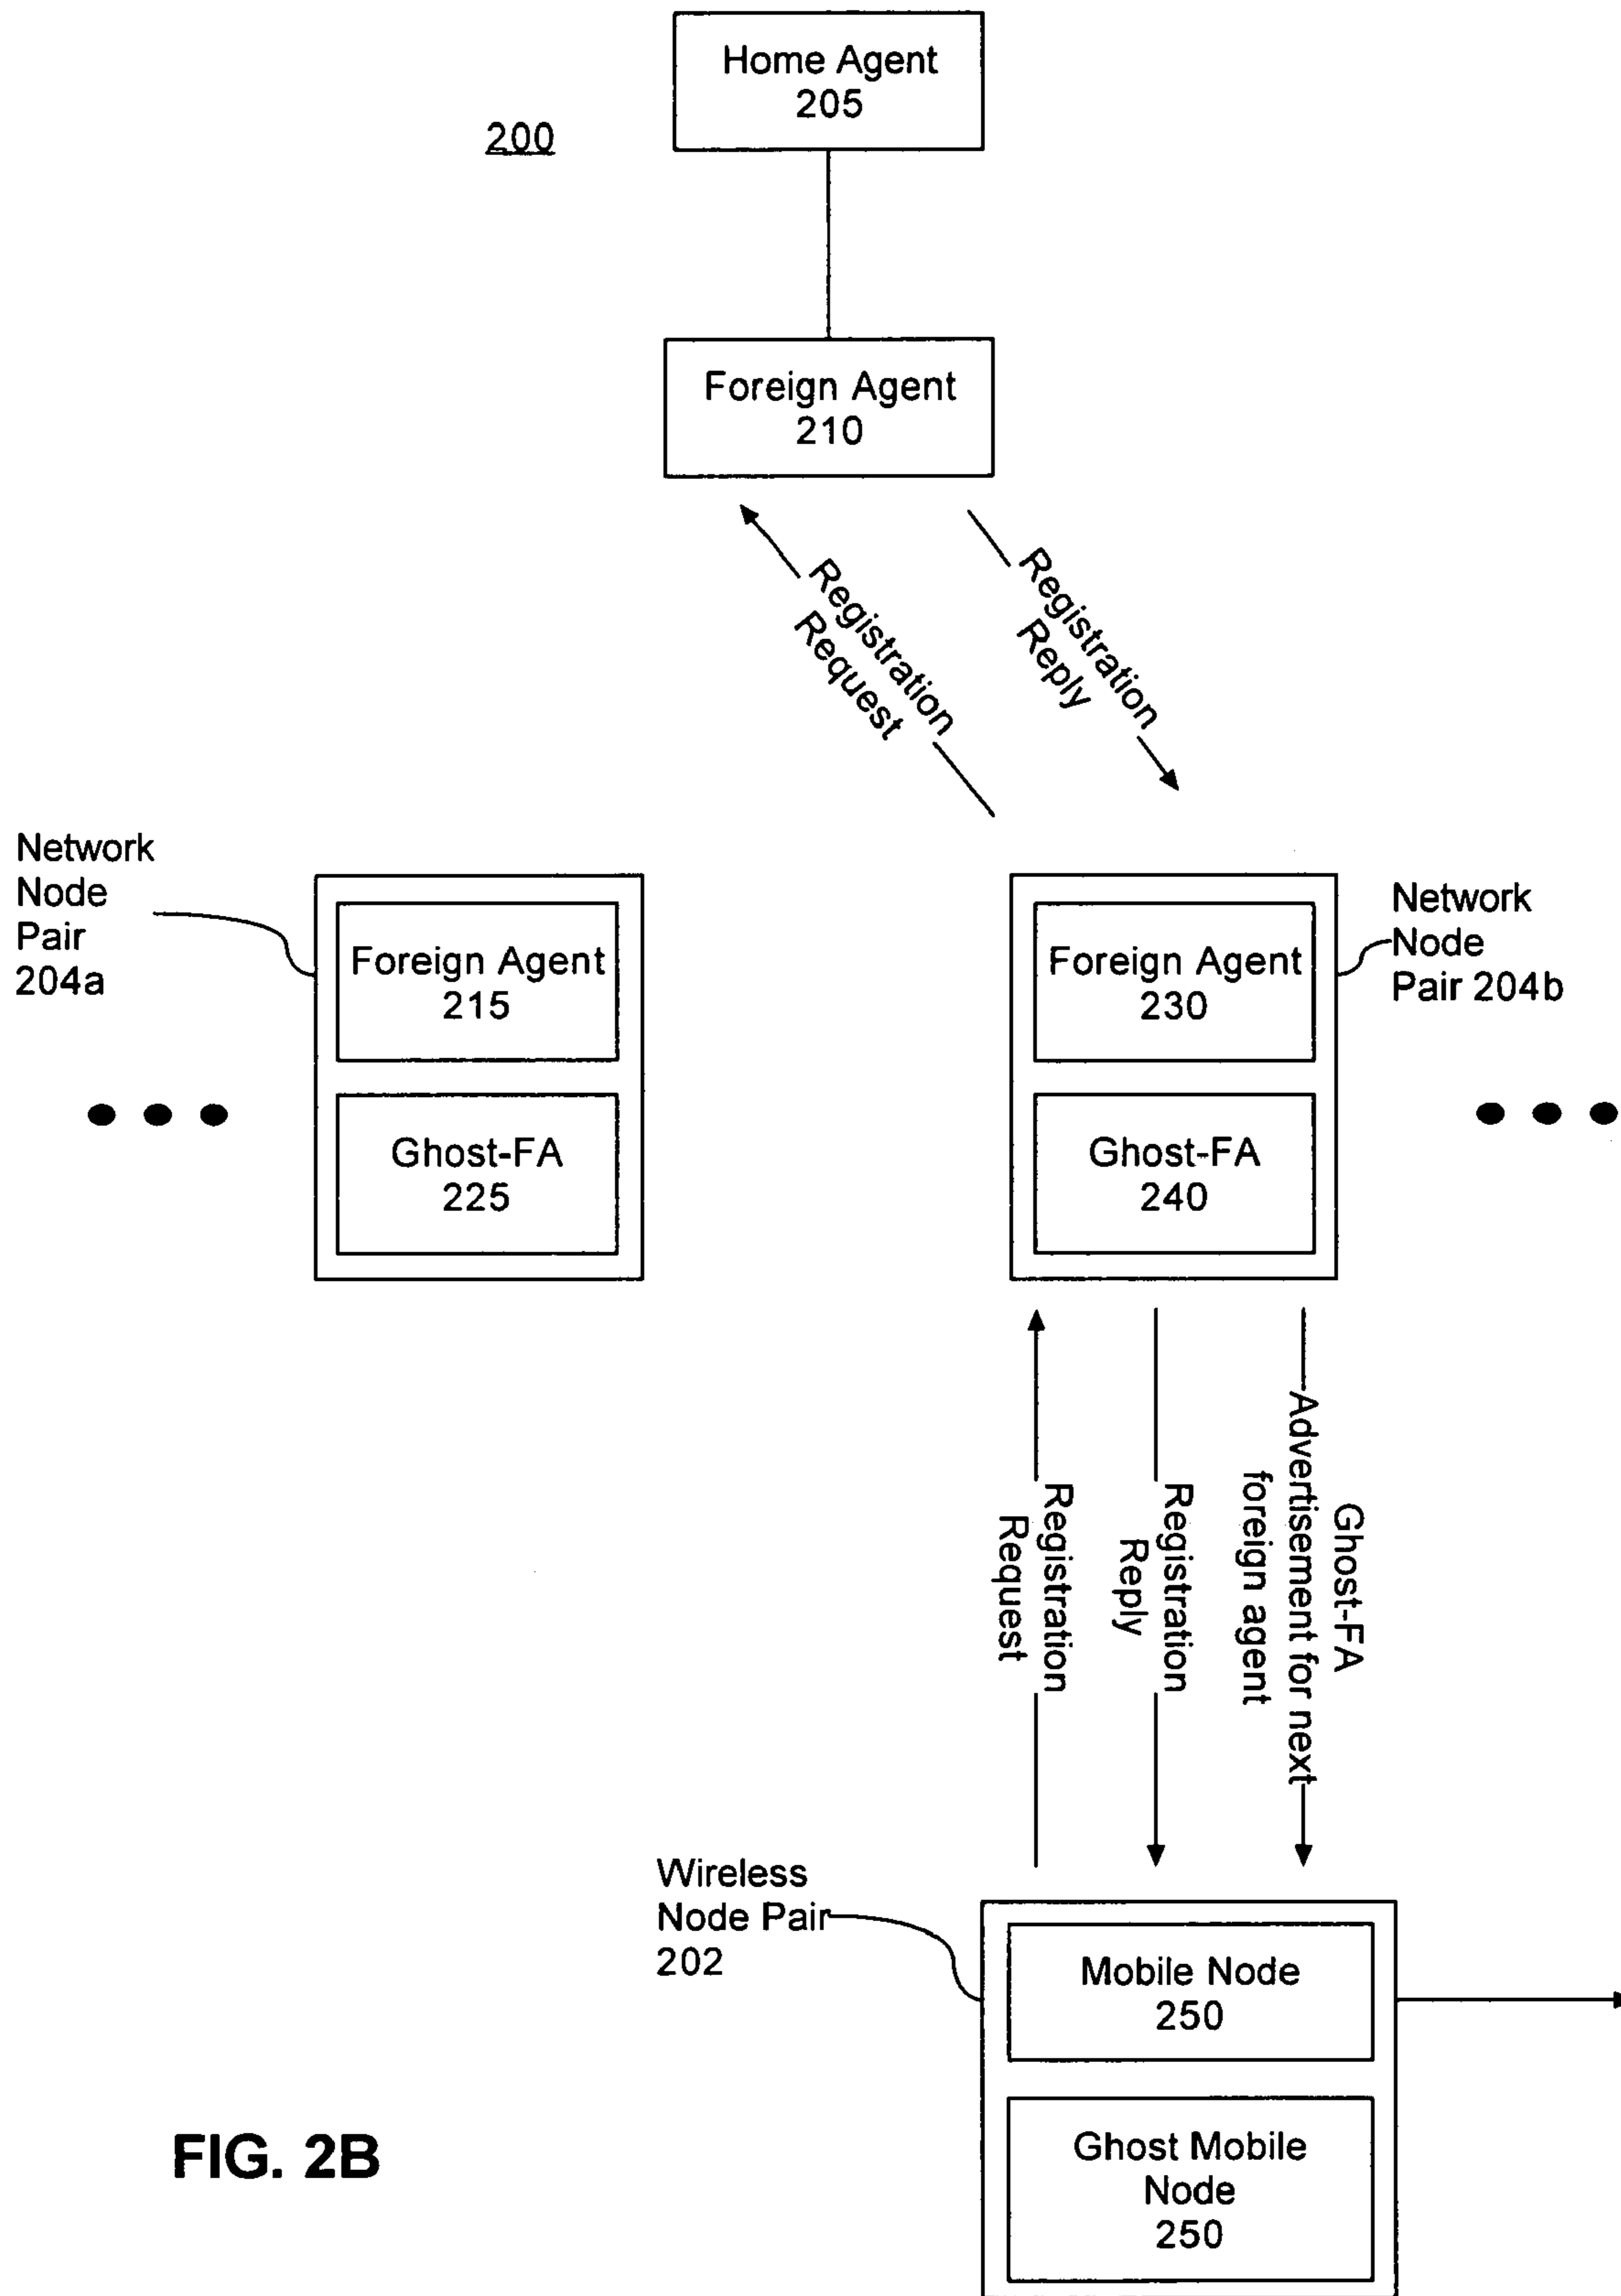 Home Agent
205
200
Foreign Agent
210
Registration
Request
Registration
Reply
Network
Node
Pair
204a
Foreign Agent
215
Ghost-FA
225
Foreign Agent
230
Ghost-FA
240
Network
Node
Pair 204b
Registration
Request
Registration
Reply
Ghost-FA
Advertisement for next
foreign agent
Wireless
Node Pair
202
Mobile Node
250
Ghost Mobile
Node
250
FIG. 2B